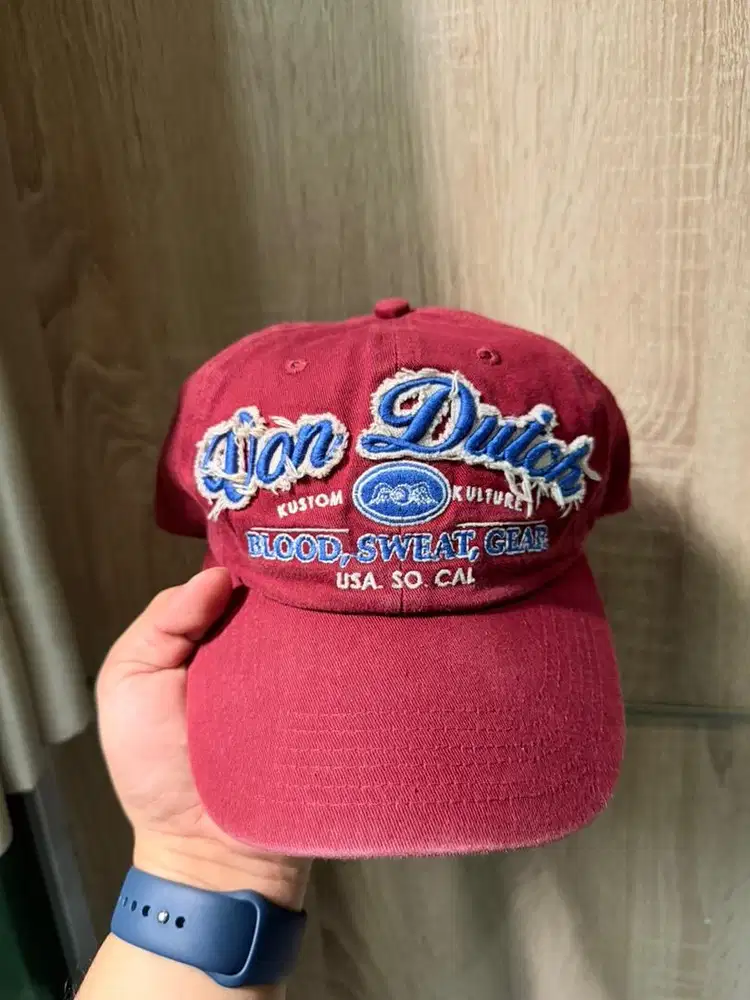 Von Dutch
KUSTOM KULTURE
BLOOD, SWEAT, GEAR
USA. SO. CAL